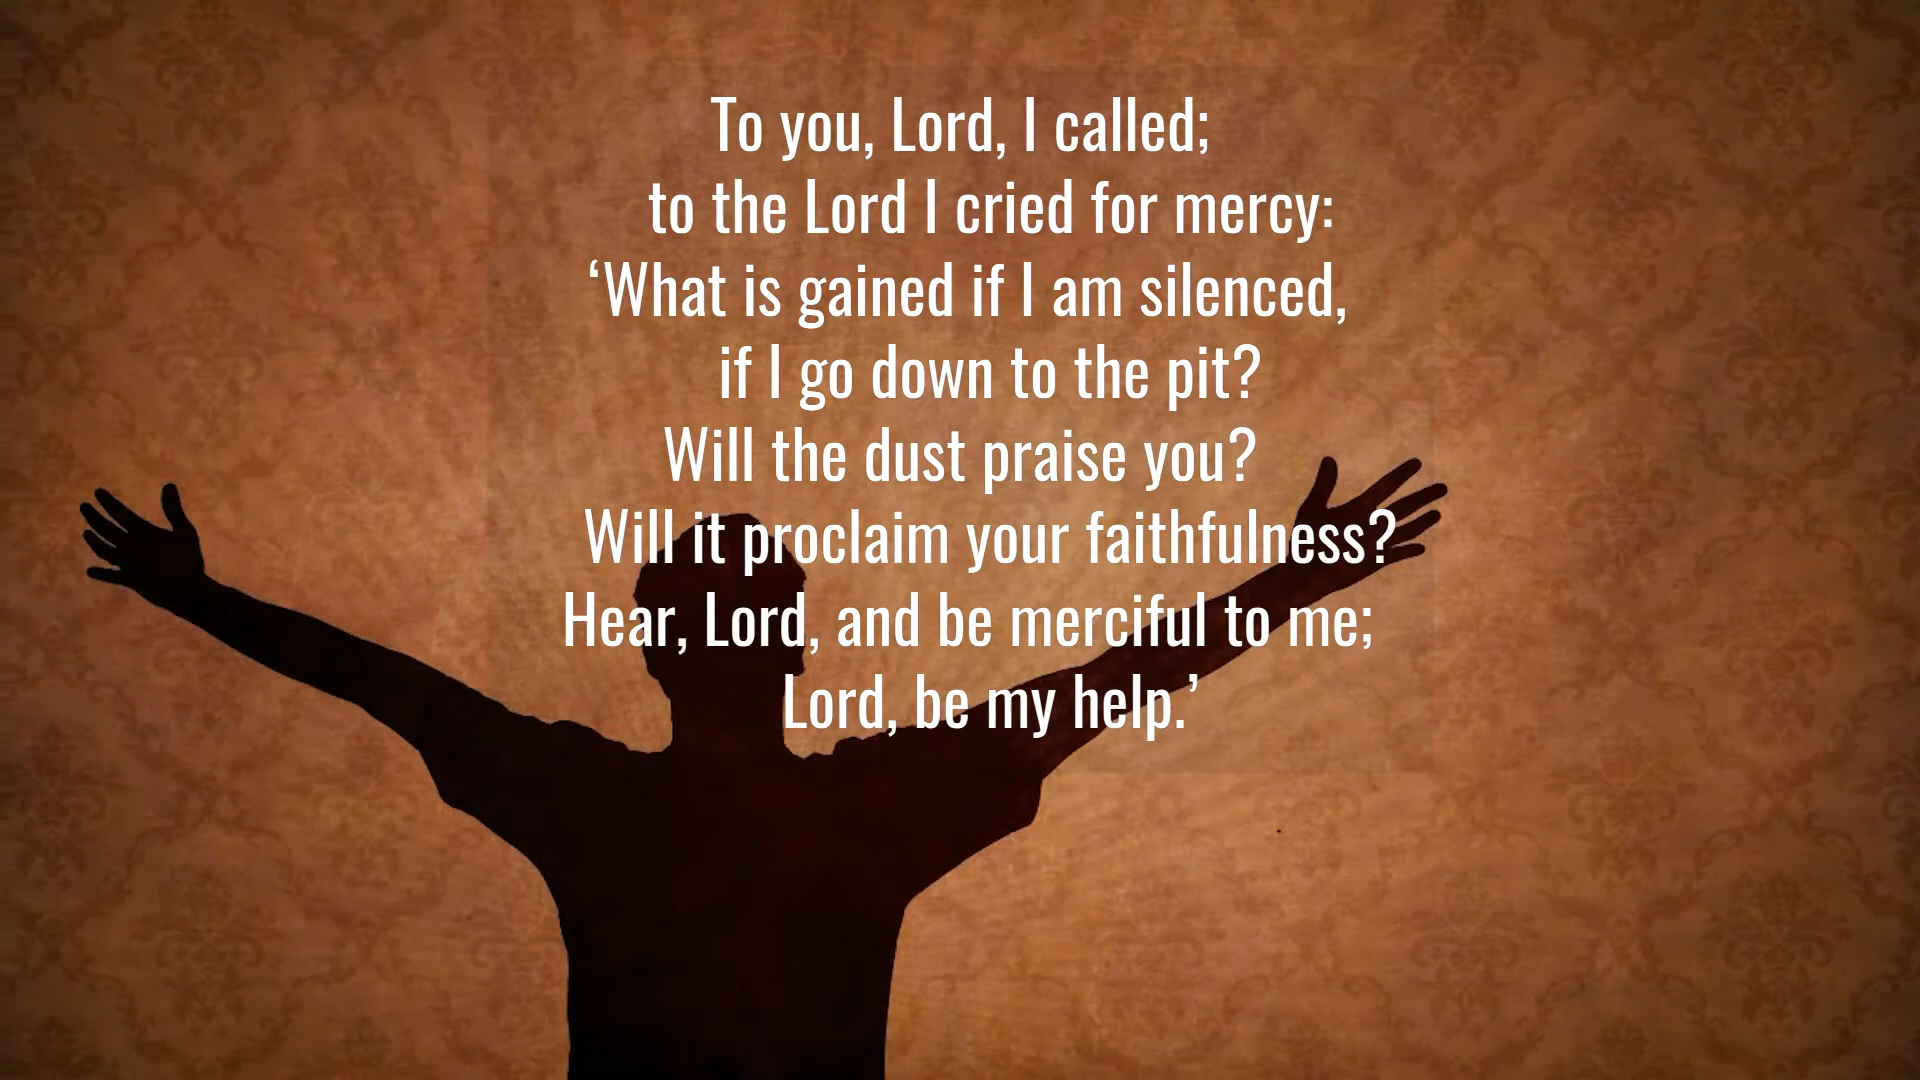 To you, Lord, I called;
to the Lord I cried for mercy:
‘What is gained if I am silenced,
if I go down to the pit?
Will the dust praise you?
Will it proclaim your faithfulness?
Hear, Lord, and be merciful to me;
Lord, be my help.’